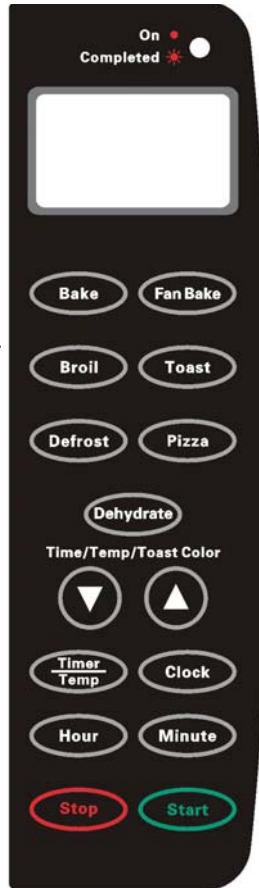 On
Completed
Bake
Fan Bake
Broil
Toast
Defrost
Pizza
Dehydrate
Time/Temp/Toast Color
Timer
Temp
Clock
Hour
Minute
Stop
Start